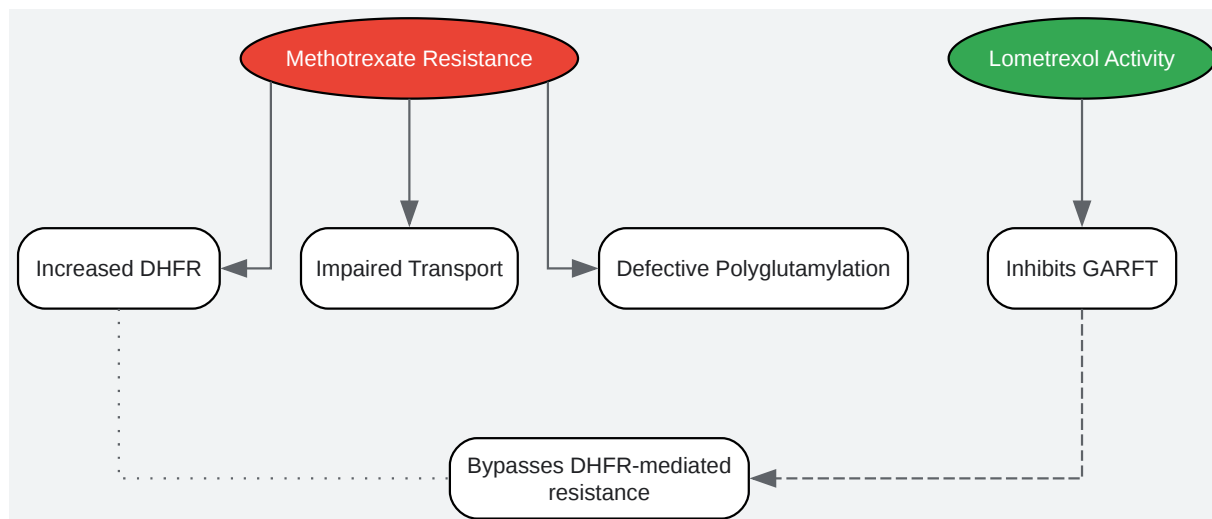 Methotrexate Resistance
Lometrexol Activity
Increased DHFR
Impaired Transport
Defective Polyglutamylation
Inhibits GARFT
Bypasses DHFR-mediated
resistance